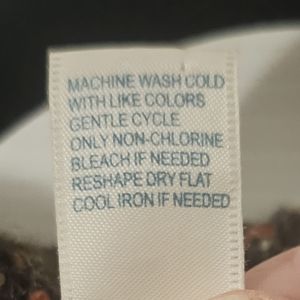 MACHINE WASH COLD
WITH LIKE COLORS
GENTLE CYCLE
ONLY NON-CHLORINE
BLEACH IF NEEDED
RESHAPE DRY FLAT
COOL IRON IF NEEDED